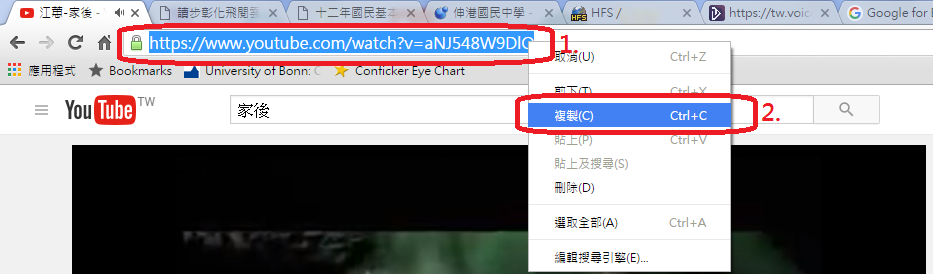 江蕙-家後 - 讀步彰化飛閱雲 十二年國民基本 伸港國民中學 - HFS / https://tw.voic Google for E
https://www.youtube.com/watch?v=aNJ548W9DlG 1.
應用程式 Bookmarks University of Bonn: Conficker Eye Chart
取消(U) Ctrl+Z
剪下(T) Ctrl+X
YouTube TW 家後 複製(C) Ctrl+C 2.
貼上(P) Ctrl+V
貼上及搜尋(S)
刪除(D)
選取全部(A) Ctrl+A
編輯搜尋引擎(E)...